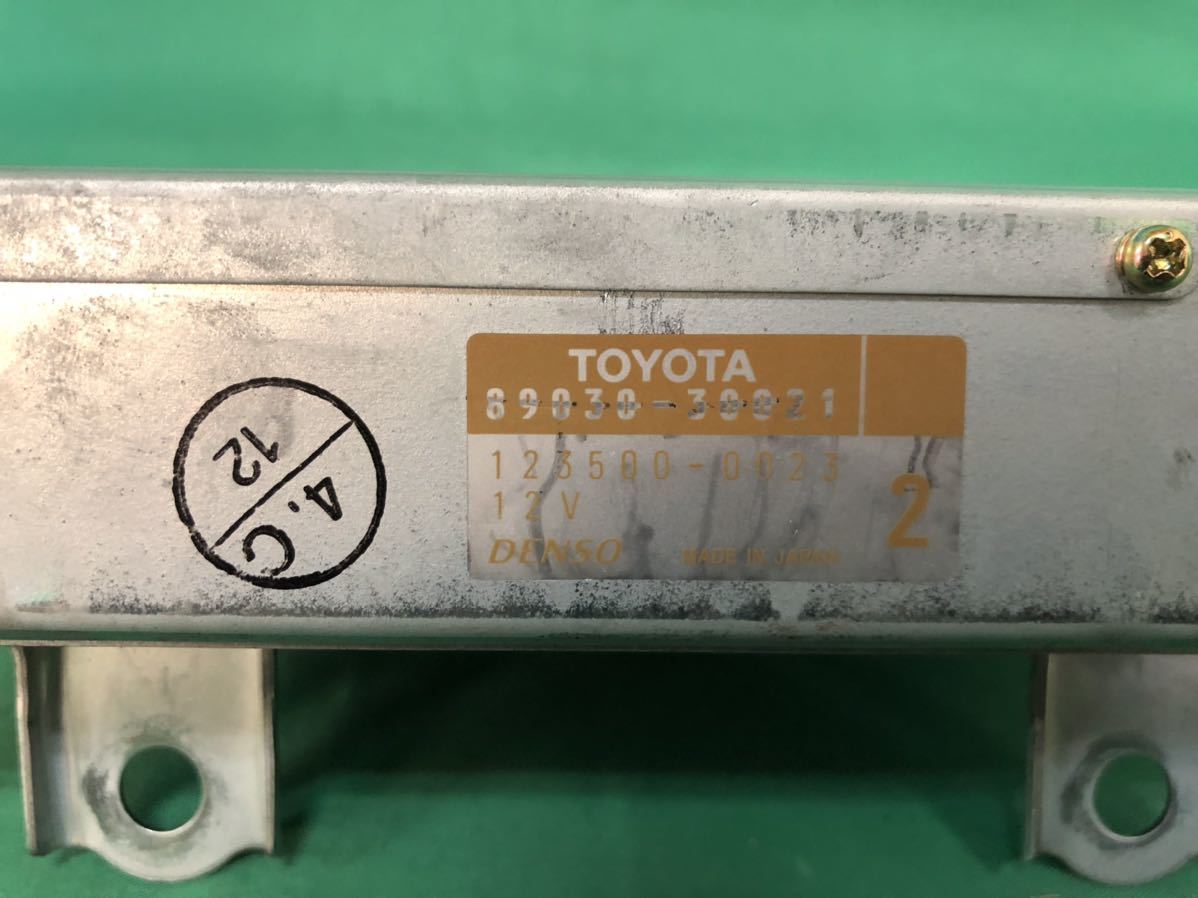 TOYOTA
89030-30021
123500-0023
12V
2
DENSO MADE IN JAPAN
4.C
12